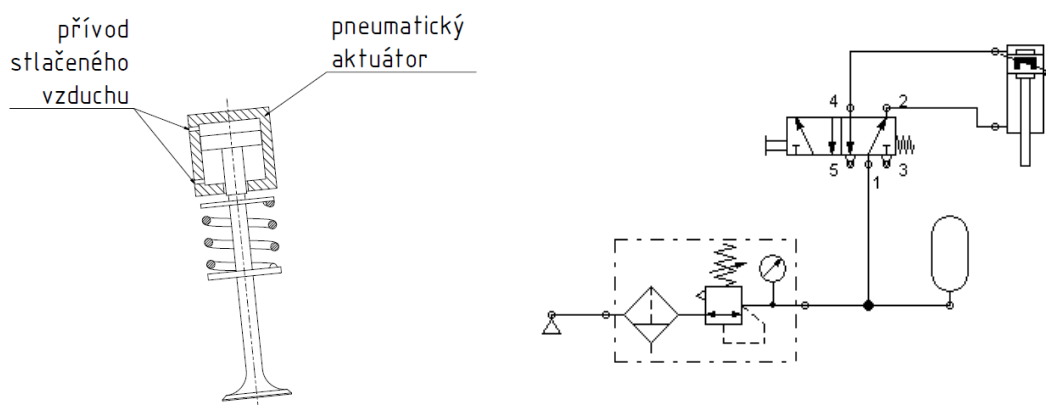 přívod
stlačeného
vzduchu
pneumatický
aktuátor
4
2
5
1
3